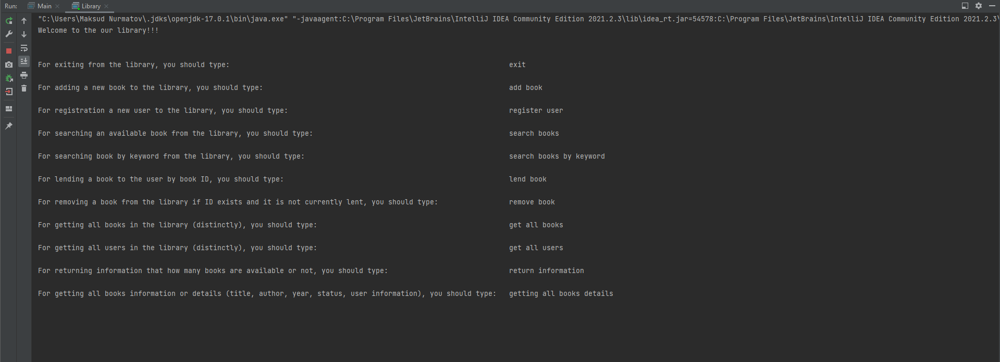 Run: Main Library
"C:\Users\Maksud Nurmatov\.jdks\openjdk-17.0.1\bin\java.exe" "-javaagent:C:\Program Files\JetBrains\IntelliJ IDEA Community Edition 2021.2.3\lib\idea_rt.jar=54578:C:\Program Files\JetBrains\IntelliJ IDEA Community Edition 2021.2.3\
Welcome to the our library!!!
For exiting from the library, you should type: exit
For adding a new book to the library, you should type: add book
For registration a new user to the library, you should type: register user
For searching an available book from the library, you should type: search books
For searching book by keyword from the library, you should type: search books by keyword
For lending a book to the user by book ID, you should type: lend book
For removing a book from the library if ID exists and it is not currently lent, you should type: remove book
For getting all books in the library (distinctly), you should type: get all books
For getting all users in the library (distinctly), you should type: get all users
For returning information that how many books are available or not, you should type: return information
For getting all books information or details (title, author, year, status, user information), you should type: getting all books details